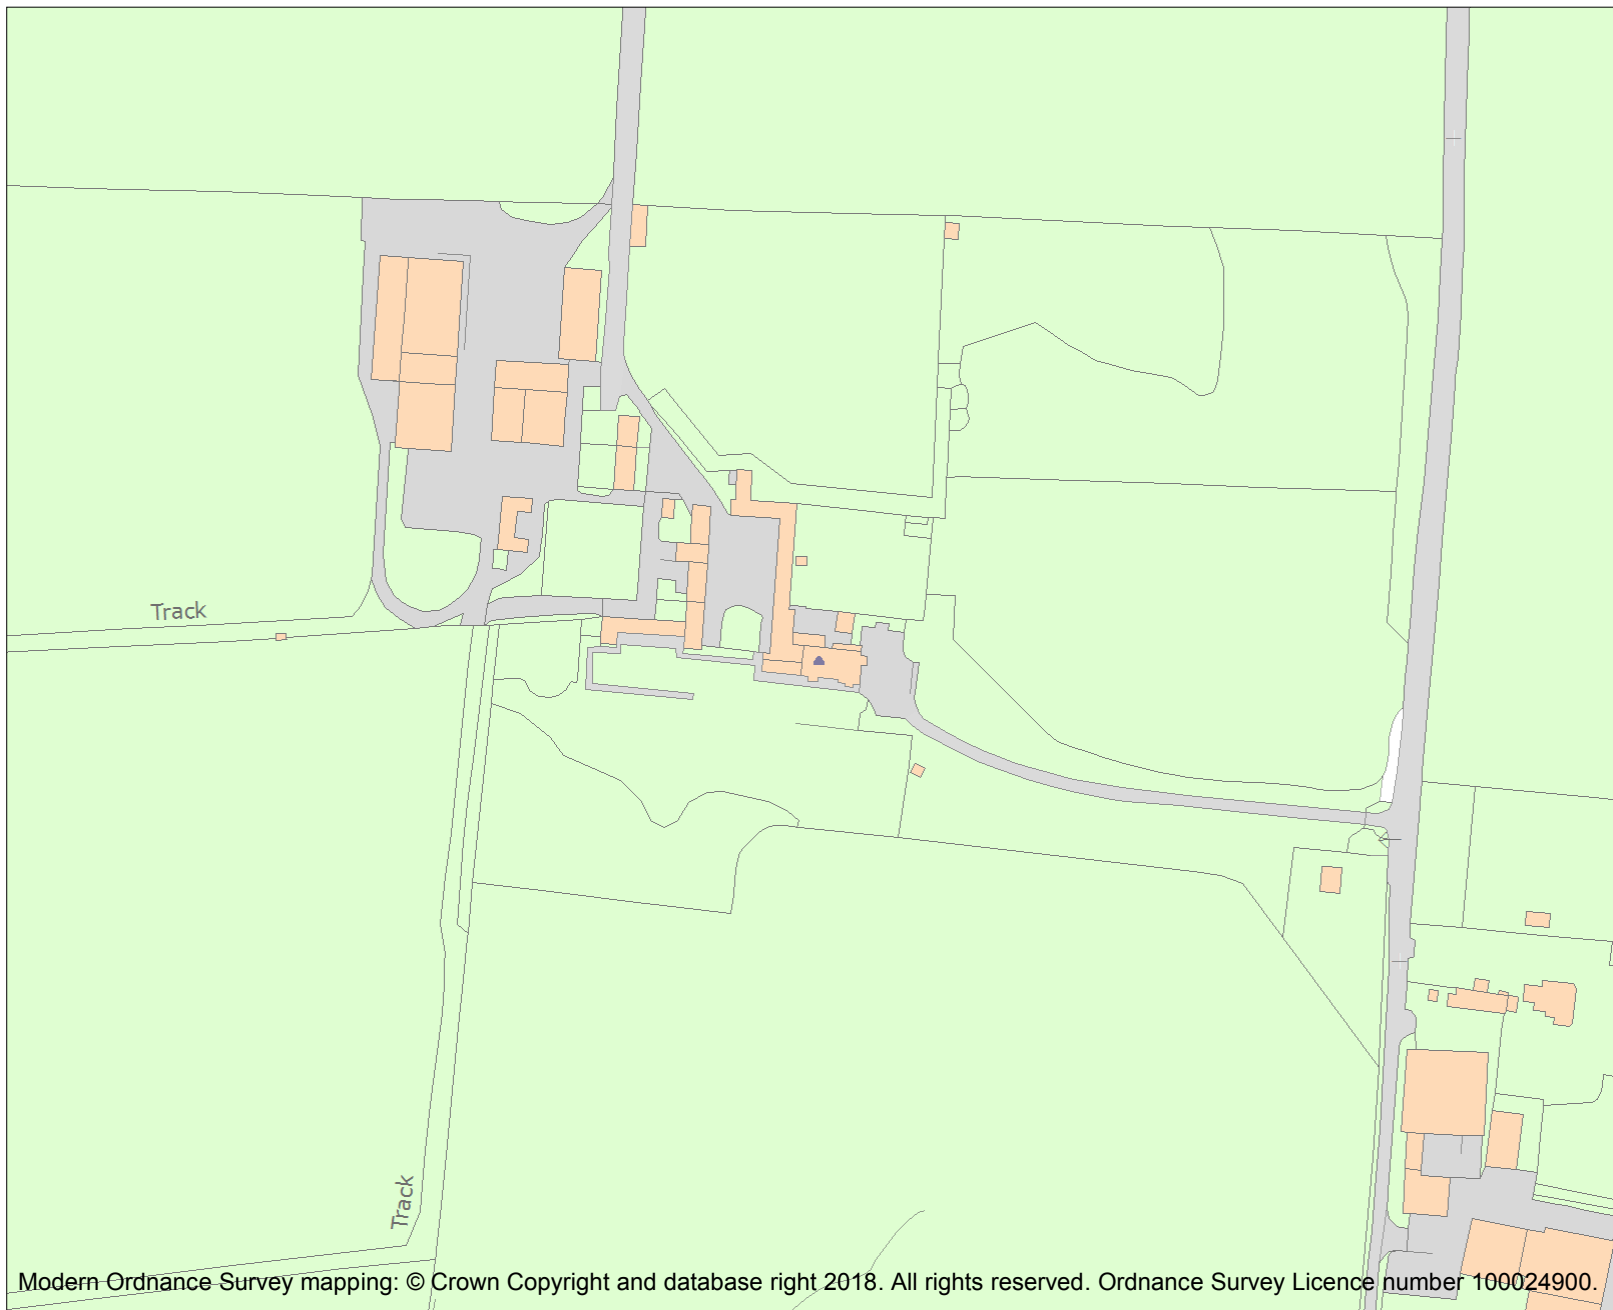 Track
Track
Modern Ordnance Survey mapping: © Crown Copyright and database right 2018. All rights reserved. Ordnance Survey Licence number 100024900.